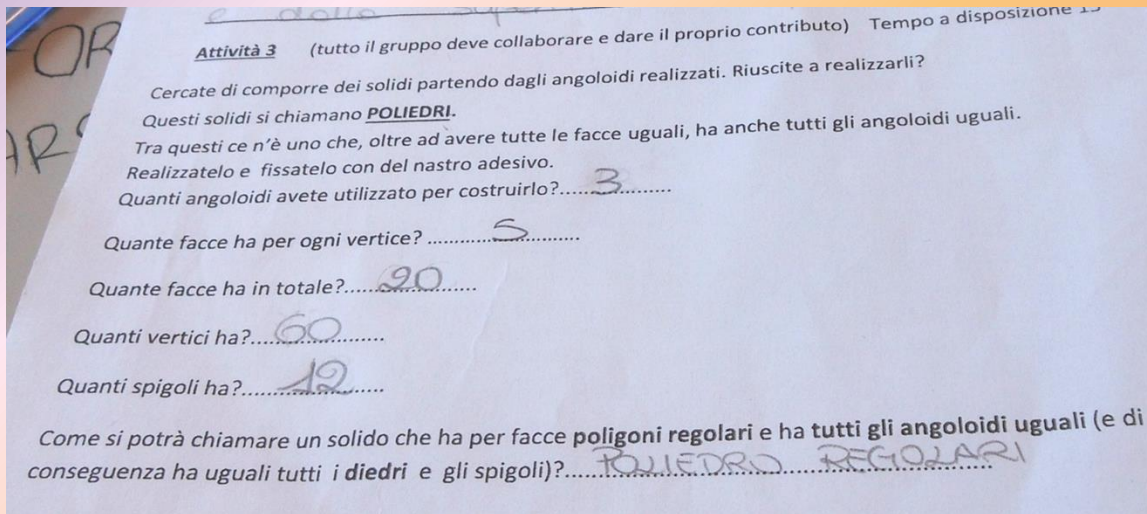 OR
Attività 3 (tutto il gruppo deve collaborare e dare il proprio contributo) Tempo a disposizione
Cercate di comporre dei solidi partendo dagli angoloidi realizzati. Riuscite a realizzarli?
Questi solidi si chiamano POLIEDRI.
Tra questi ce n'è uno che, oltre ad avere tutte le facce uguali, ha anche tutti gli angoloidi uguali.
Realizzatelo e fissatelo con del nastro adesivo.
Quanti angoloidi avete utilizzato per costruirlo?......3............
Quante facce ha per ogni vertice? ..........5............
Quante facce ha in totale?......20.........
Quanti vertici ha?.....60..........
Quanti spigoli ha?........12..........
Come si potrà chiamare un solido che ha per facce poligoni regolari e ha tutti gli angoloidi uguali (e di
conseguenza ha uguali tutti i diedri e gli spigoli)?......POLIEDRO......REGOLARI